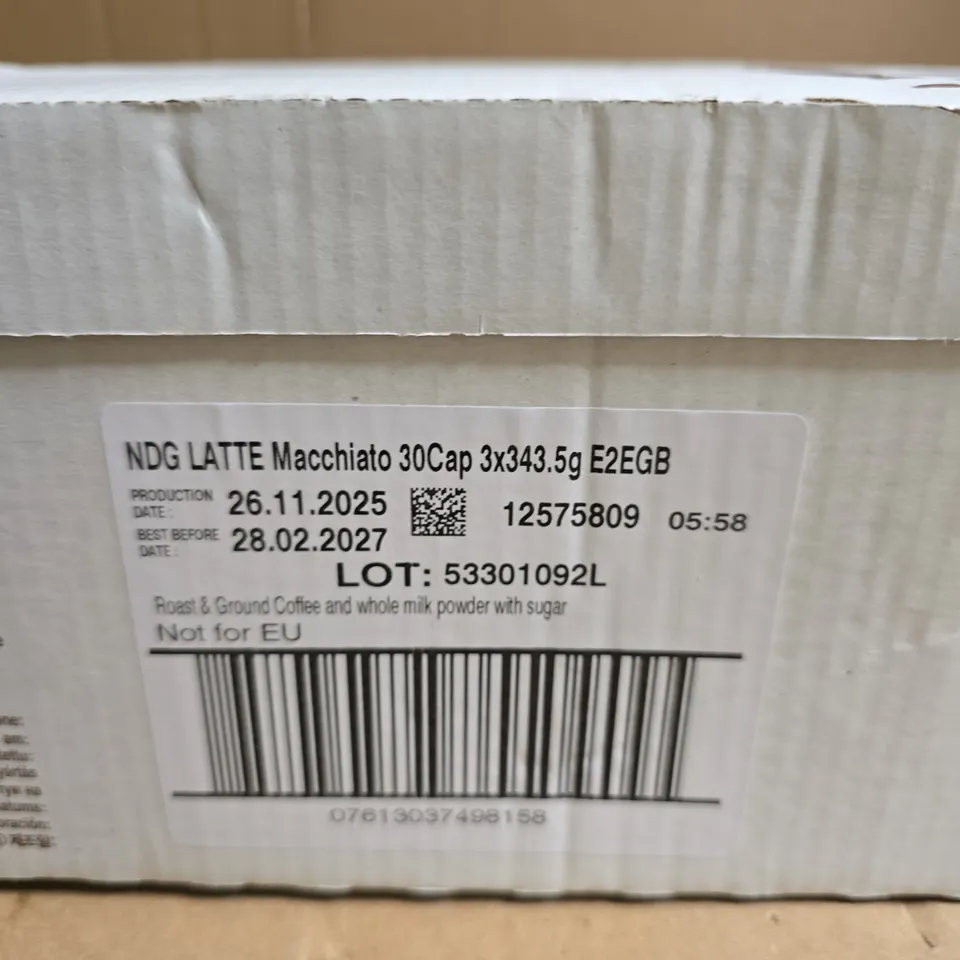 NDG LATTE Macchiato 30Cap 3x343.5g E2EGB
PRODUCTION DATE : 26.11.2025 12575809 05:58
BEST BEFORE DATE : 28.02.2027
LOT: 53301092L
Roast & Ground Coffee and whole milk powder with sugar
Not for EU
07613037498158